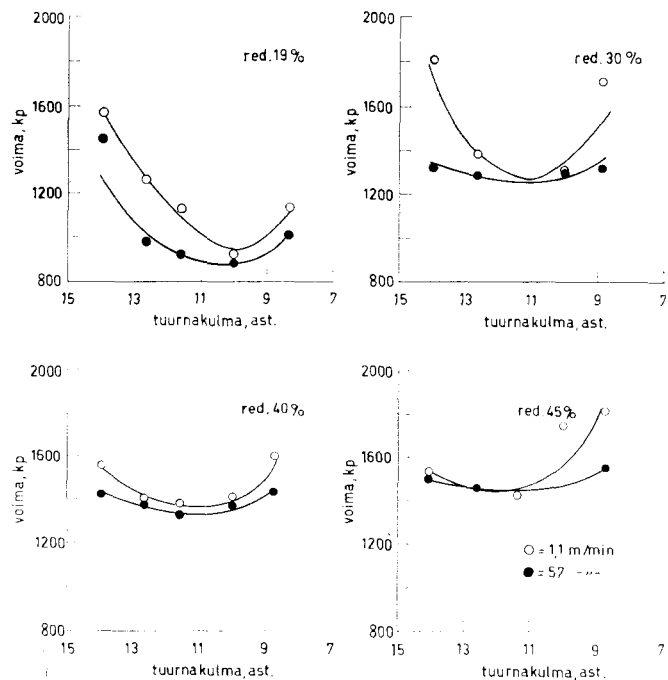 2000
red.19%
1600
voima, kp
1200
800
15 13 11 9 7
tuurnakulma, ast.
2000
red. 30%
1600
voima, kp
1200
800
15 13 11 9 7
tuurnakulma, ast.
2000
red. 40%
1600
voima, kp
1200
800
15 13 11 9 7
tuurnakulma, ast.
2000
red. 45%
1600
voima, kp
1200
○ = 1,1 m/min
● = 57 -"-
800
15 13 11 9 7
tuurnakulma, ast.